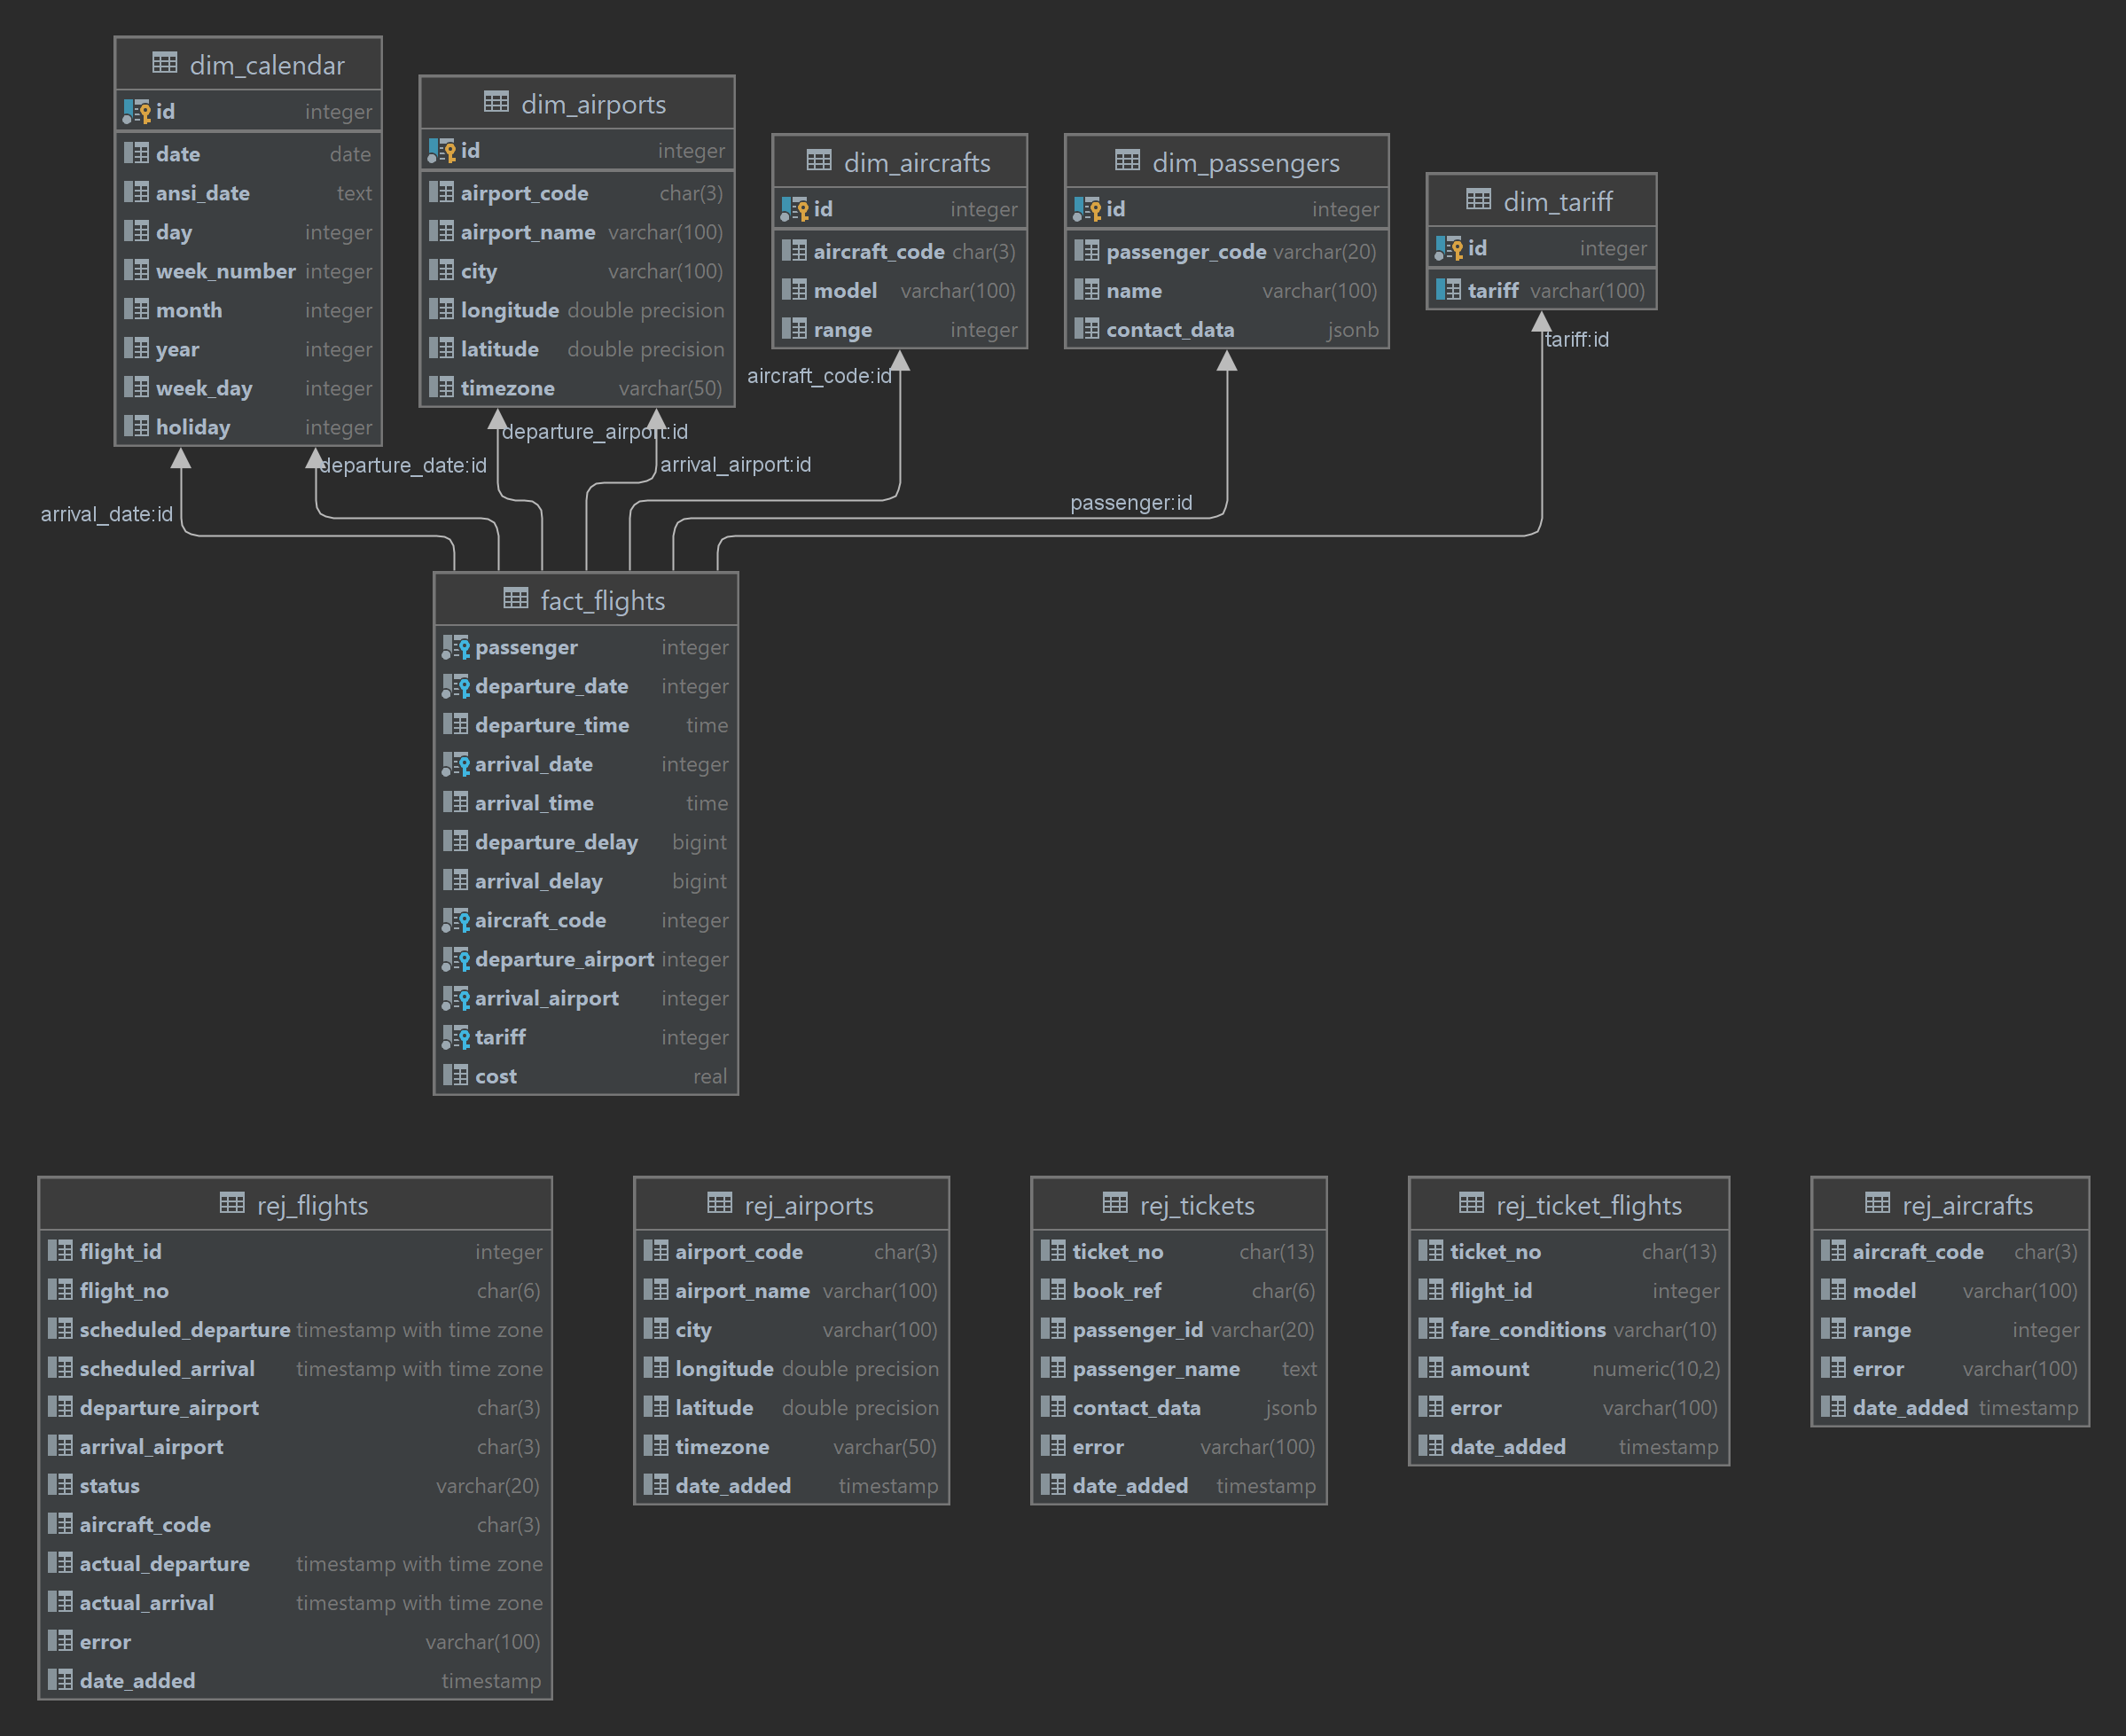 dim_calendar
id integer
date date
ansi_date text
day integer
week_number integer
month integer
year integer
week_day integer
holiday integer
dim_airports
id integer
airport_code char(3)
airport_name varchar(100)
city varchar(100)
longitude double precision
latitude double precision
timezone varchar(50)
dim_aircrafts
id integer
aircraft_code char(3)
model varchar(100)
range integer
dim_passengers
id integer
passenger_code varchar(20)
name varchar(100)
contact_data jsonb
dim_tariff
id integer
tariff varchar(100)
tariff:id
aircraft_code:id
departure_airport:id
departure_date:id
arrival_airport:id
passenger:id
arrival_date:id
fact_flights
passenger integer
departure_date integer
departure_time time
arrival_date integer
arrival_time time
departure_delay bigint
arrival_delay bigint
aircraft_code integer
departure_airport integer
arrival_airport integer
tariff integer
cost real
rej_flights
flight_id integer
flight_no char(6)
scheduled_departure timestamp with time zone
scheduled_arrival timestamp with time zone
departure_airport char(3)
arrival_airport char(3)
status varchar(20)
aircraft_code char(3)
actual_departure timestamp with time zone
actual_arrival timestamp with time zone
error varchar(100)
date_added timestamp
rej_airports
airport_code char(3)
airport_name varchar(100)
city varchar(100)
longitude double precision
latitude double precision
timezone varchar(50)
date_added timestamp
rej_tickets
ticket_no char(13)
book_ref char(6)
passenger_id varchar(20)
passenger_name text
contact_data jsonb
error varchar(100)
date_added timestamp
rej_ticket_flights
ticket_no char(13)
flight_id integer
fare_conditions varchar(10)
amount numeric(10,2)
error varchar(100)
date_added timestamp
rej_aircrafts
aircraft_code char(3)
model varchar(100)
range integer
error varchar(100)
date_added timestamp